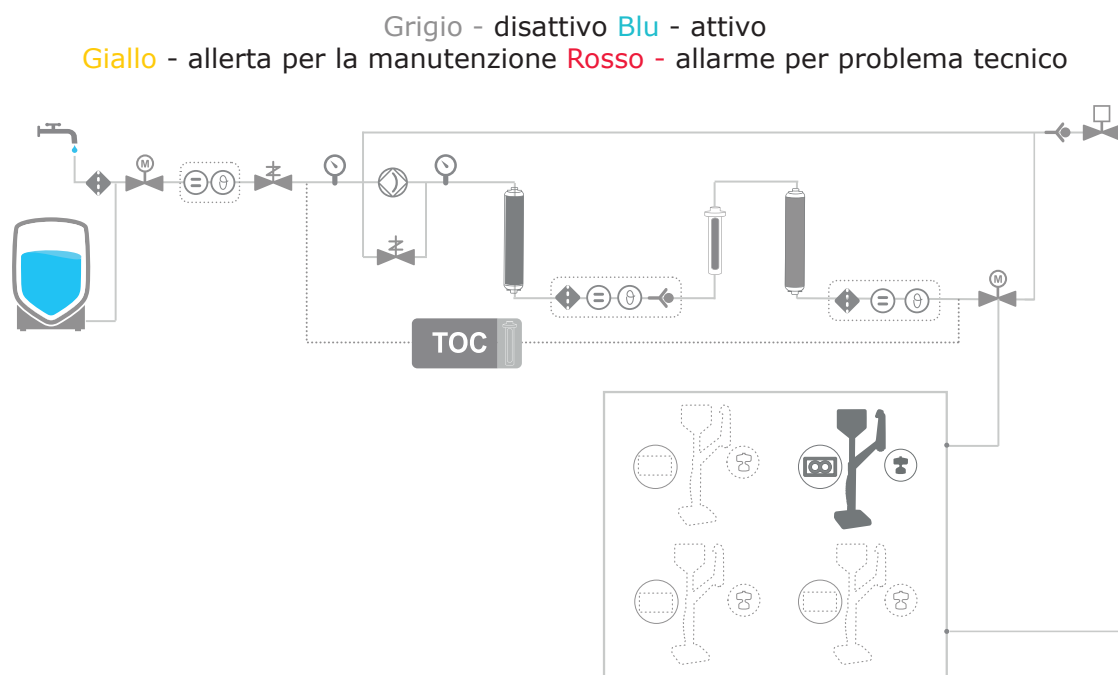 Grigio - disattivo Blu - attivo
Giallo - allerta per la manutenzione Rosso - allarme per problema tecnico
M
M
TOC